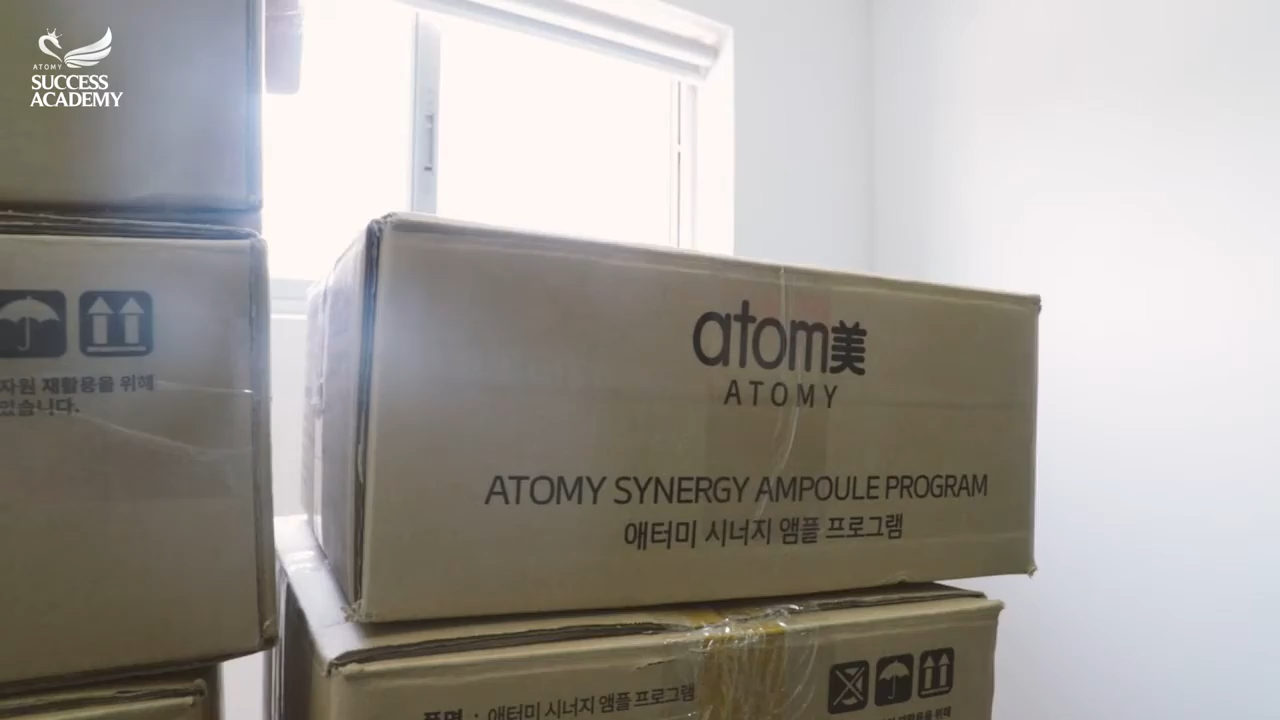 ATOMY
SUCCESS
ACADEMY
자원 재활용을 위해
었습니다.
atom美
ATOMY
ATOMY SYNERGY AMPOULE PROGRAM
애터미 시너지 앰플 프로그램
품명 : 애터미 시너지 앰플 프로그램